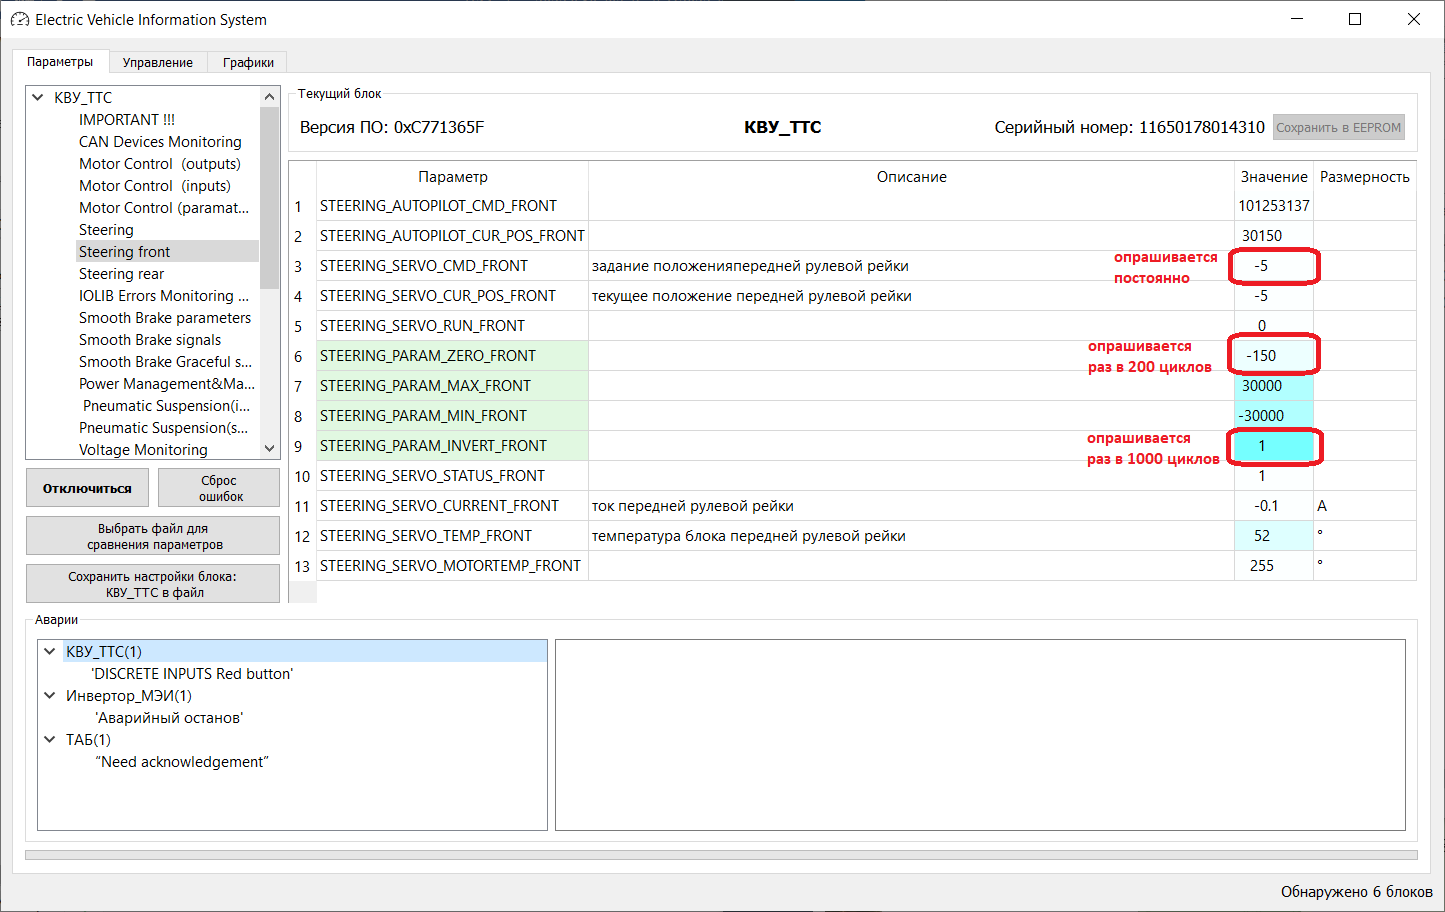 Electric Vehicle Information System
Параметры Управление Графики
КВУ_ТТС
IMPORTANT !!!
CAN Devices Monitoring
Motor Control  (outputs)
Motor Control  (inputs)
Motor Control (paramat...
Steering
Steering front
Steering rear
IOLIB Errors Monitoring ...
Smooth Brake parameters
Smooth Brake signals
Smooth Brake Graceful s...
Power Management&Ma...
Pneumatic Suspension(i...
Pneumatic Suspension(s...
Voltage Monitoring
Отключиться
Сброс
ошибок
Выбрать файл для
сравнения параметров
Сохранить настройки блока:
КВУ_ТТС в файл
Текущий блок
Версия ПО: 0xC771365F КВУ_ТТС Серийный номер: 11650178014310 Сохранить в EEPROM
Параметр Описание Значение Размерность
1 STEERING_AUTOPILOT_CMD_FRONT 101253137
2 STEERING_AUTOPILOT_CUR_POS_FRONT 30150
3 STEERING_SERVO_CMD_FRONT задание положенияпередней рулевой рейки -5
опрашивается
постоянно
4 STEERING_SERVO_CUR_POS_FRONT текущее положение передней рулевой рейки -5
5 STEERING_SERVO_RUN_FRONT 0
6 STEERING_PARAM_ZERO_FRONT -150
опрашивается
раз в 200 циклов
7 STEERING_PARAM_MAX_FRONT 30000
8 STEERING_PARAM_MIN_FRONT -30000
9 STEERING_PARAM_INVERT_FRONT 1
опрашивается
раз в 1000 циклов
10 STEERING_SERVO_STATUS_FRONT 1
11 STEERING_SERVO_CURRENT_FRONT ток передней рулевой рейки -0.1 A
12 STEERING_SERVO_TEMP_FRONT температура блока передней рулевой рейки 52 °
13 STEERING_SERVO_MOTORTEMP_FRONT 255 °
Аварии
КВУ_ТТС(1)
'DISCRETE INPUTS Red button'
Инвертор_МЭИ(1)
'Аварийный останов'
ТАБ(1)
"Need acknowledgement"
Обнаружено 6 блоков